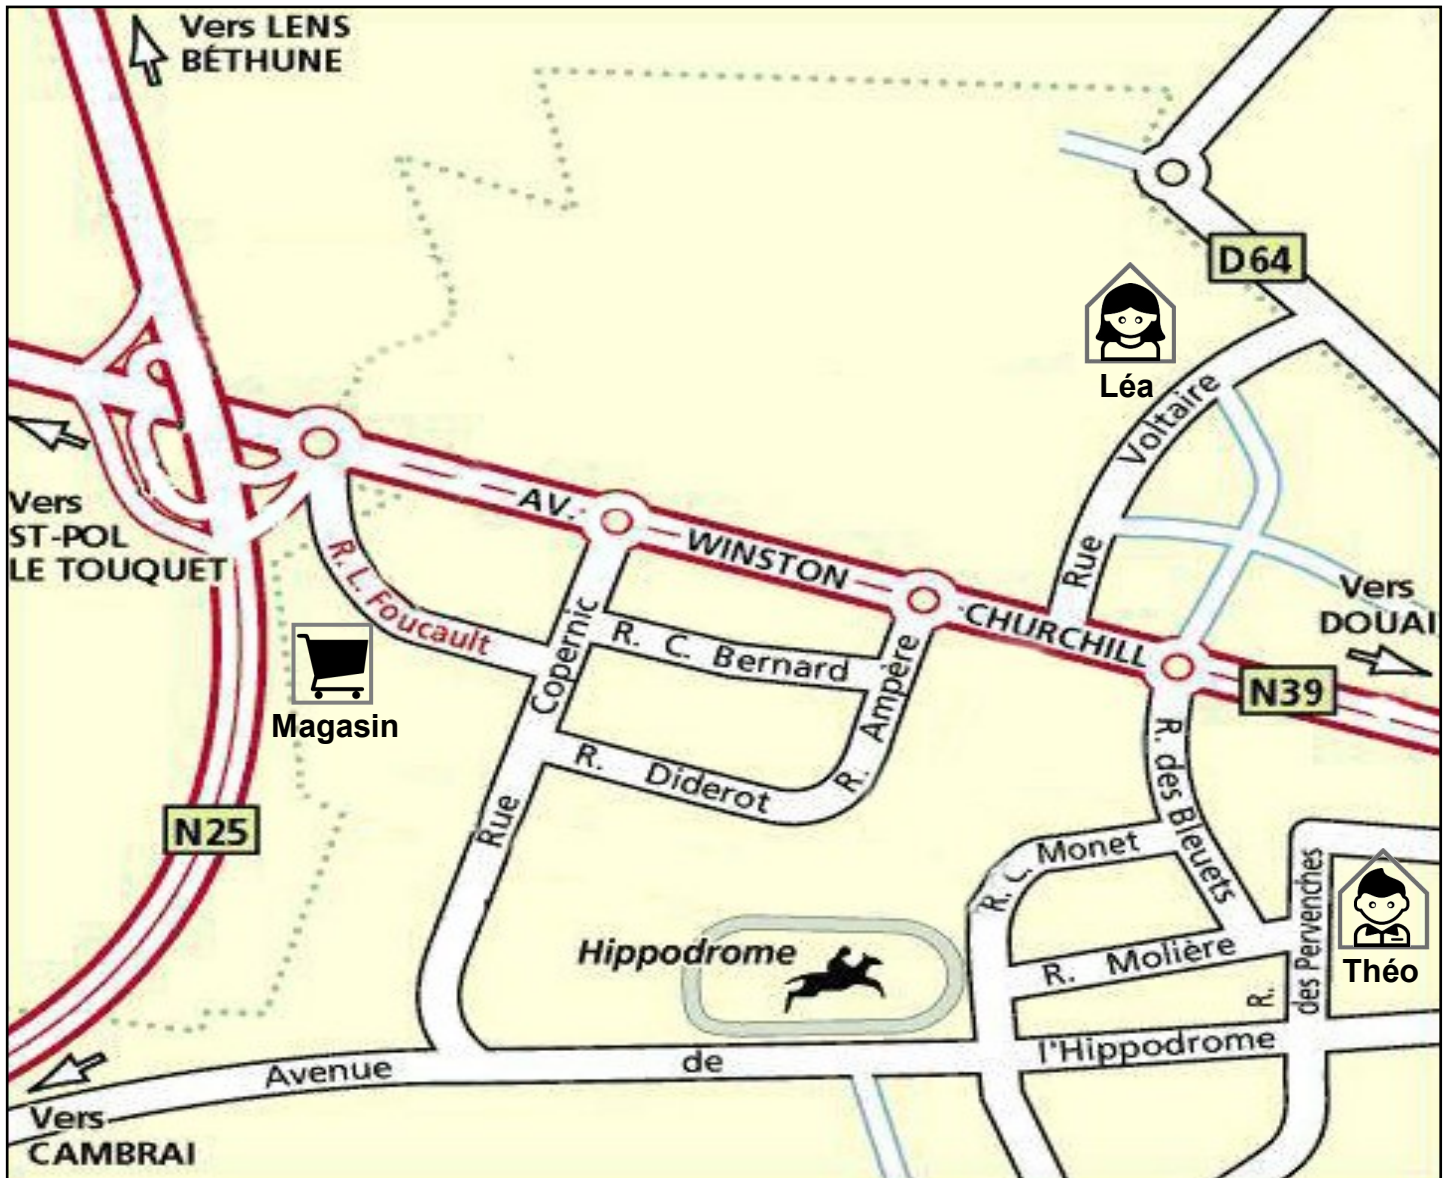 Vers LENS
BÉTHUNE
D64
Léa
Rue Voltaire
Vers
ST-POL
LE TOUQUET
AV. WINSTON CHURCHILL
R. L. Foucault
Rue Copernic
R. C. Bernard
R. Ampère
R. Diderot
Vers
DOUAI
N39
Magasin
N25
R. des Bleuets
R. C. Monet
R. des Pervenches
Théo
Hippodrome
R. Molière
Avenue de l'Hippodrome
Vers
CAMBRAI